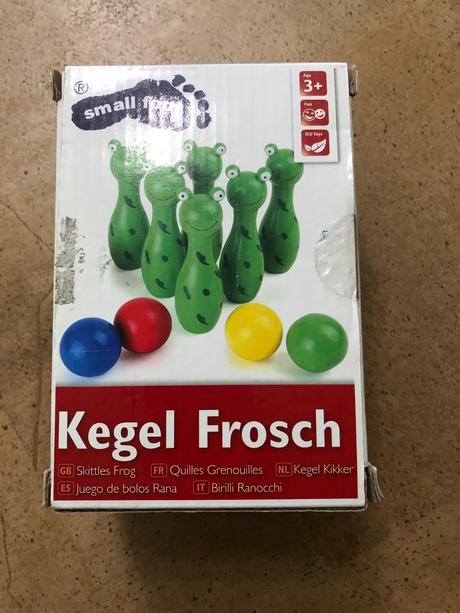 ®
small foot
Age
3+
Fun
ECO Toys
Kegel Frosch
GB Skittles Frog FR Quilles Grenouilles NL Kegel Kikker
ES Juego de bolos Rana IT Birilli Ranocchi